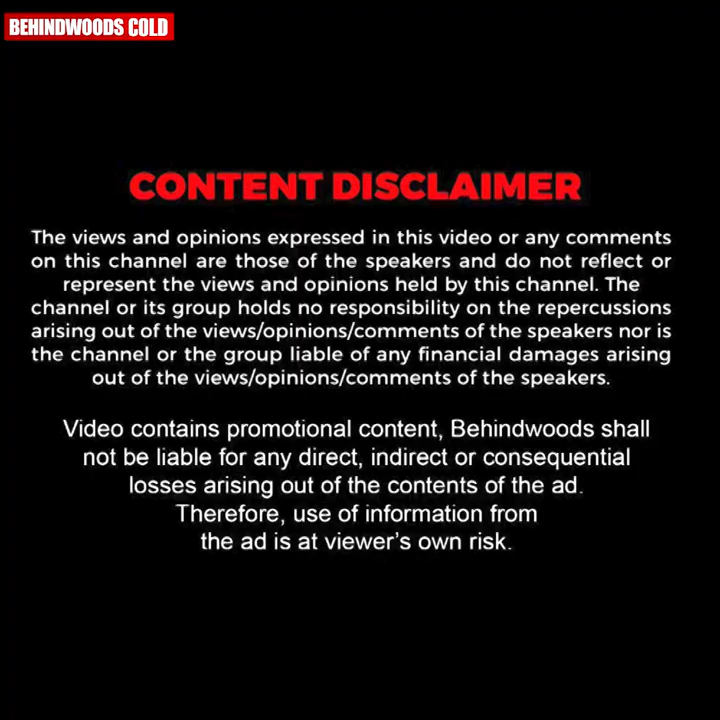 BEHINDWOODS COLD
CONTENT DISCLAIMER
The views and opinions expressed in this video or any comments
on this channel are those of the speakers and do not reflect or
represent the views and opinions held by this channel. The
channel or its group holds no responsibility on the repercussions
arising out of the views/opinions/comments of the speakers nor is
the channel or the group liable of any financial damages arising
out of the views/opinions/comments of the speakers.
Video contains promotional content, Behindwoods shall
not be liable for any direct, indirect or consequential
losses arising out of the contents of the ad.
Therefore, use of information from
the ad is at viewer's own risk.